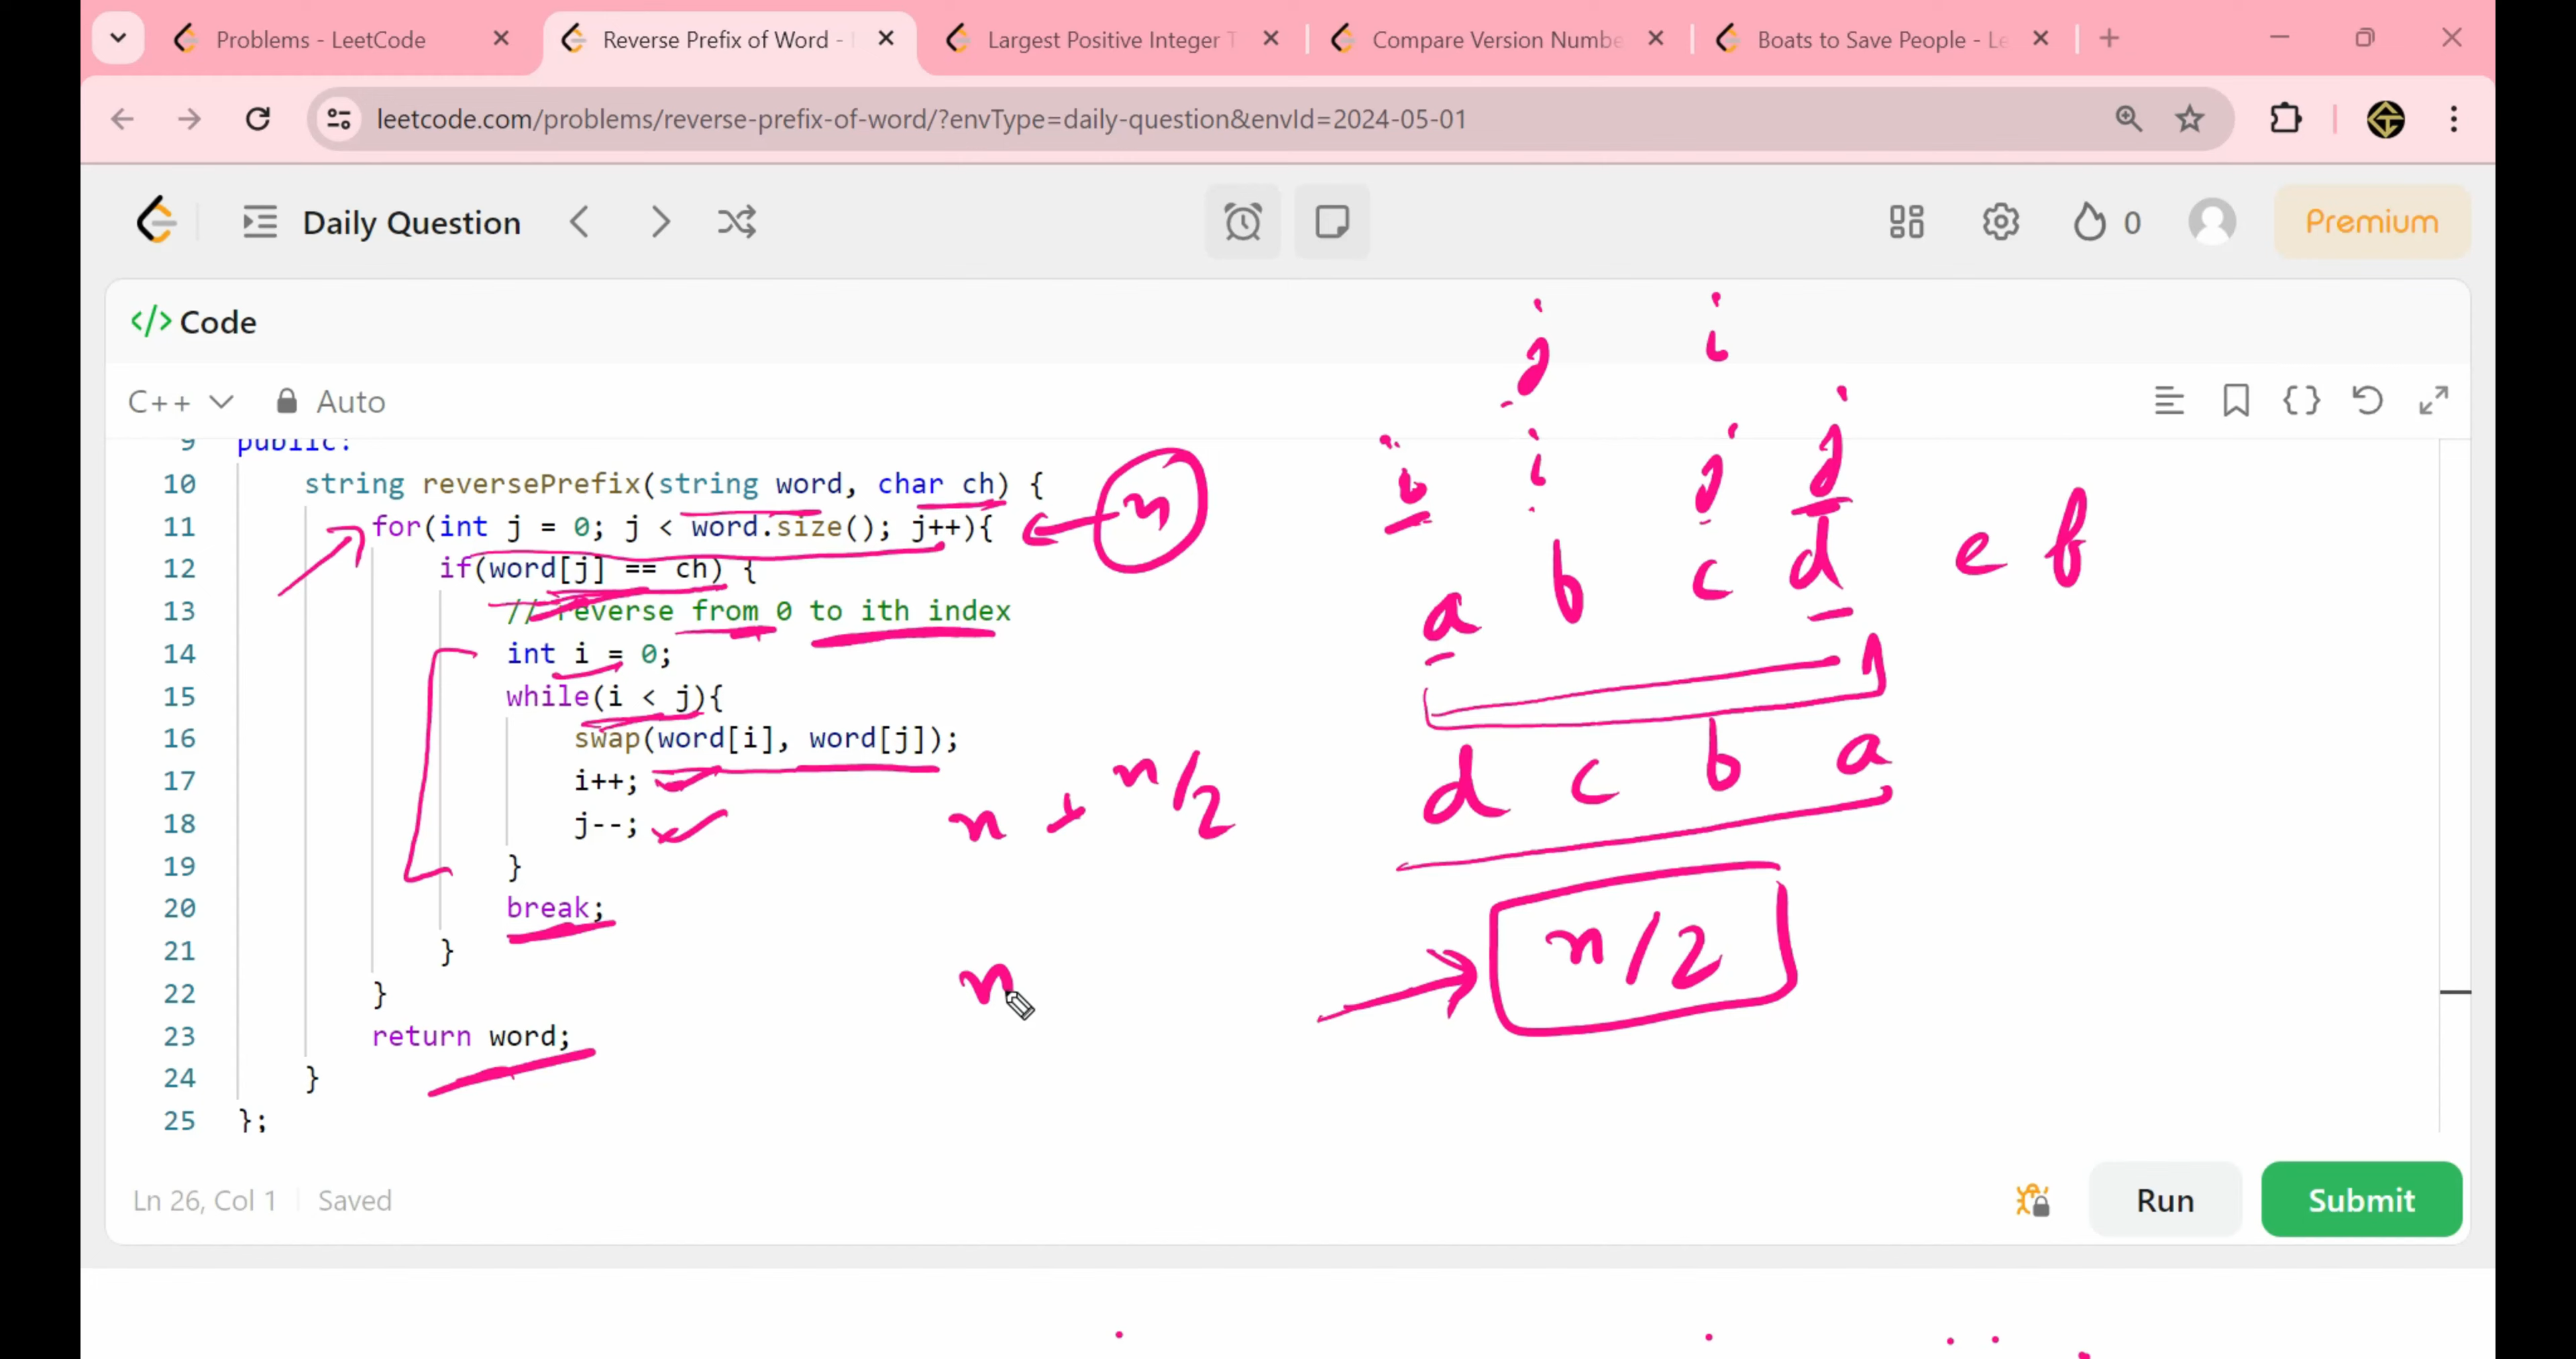 Problems - LeetCode
Reverse Prefix of Word -
Largest Positive Integer T
Compare Version Numbe
Boats to Save People - Le
leetcode.com/problems/reverse-prefix-of-word/?envType=daily-question&envId=2024-05-01
Daily Question
0
Premium
</> Code
C++
Auto
9 public:
10 string reversePrefix(string word, char ch) {
11 for(int j = 0; j < word.size(); j++){
12 if(word[j] == ch) {
13 // reverse from 0 to ith index
14 int i = 0;
15 while(i < j){
16 swap(word[i], word[j]);
17 i++;
18 j--;
19 }
20 break;
21 }
22 }
23 return word;
24 }
25 };
n
j i
i i j j
a b c d e f
d c b a
n + n/2
n/2
n
Ln 26, Col 1
Saved
Run
Submit